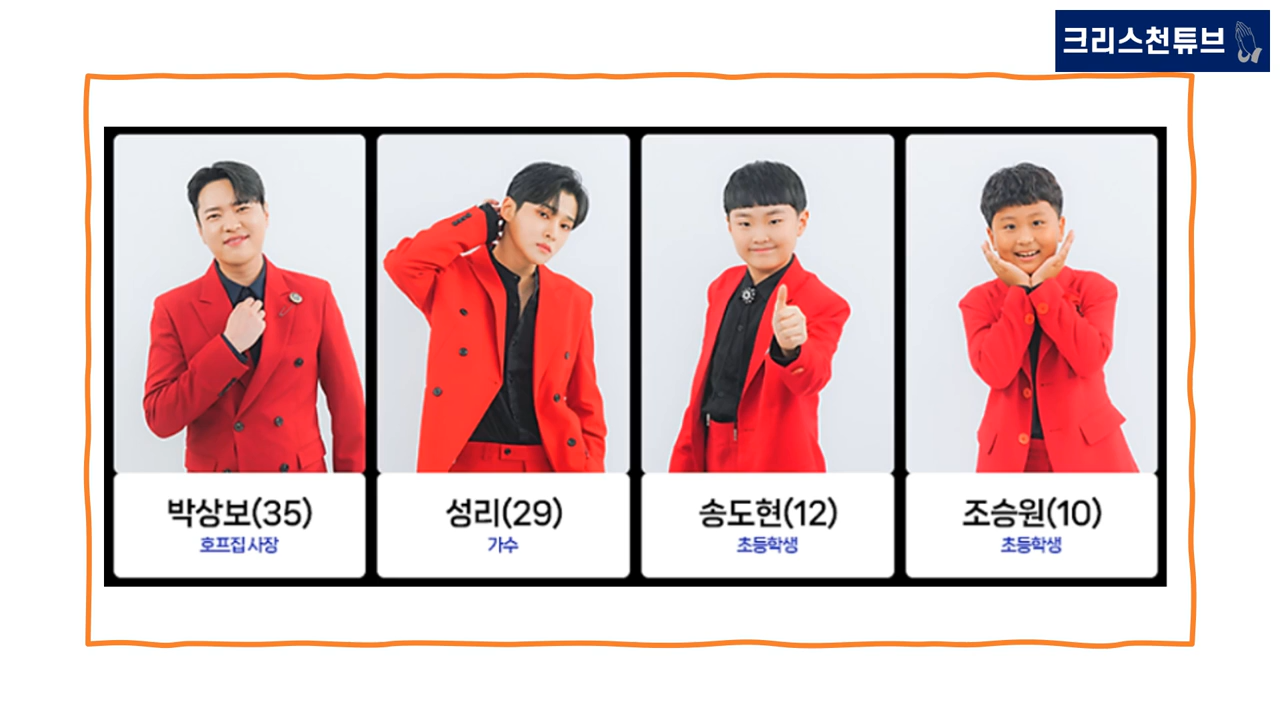 크리스천튜브
박상보(35)
호프집 사장
성리(29)
가수
송도현(12)
초등학생
조승원(10)
초등학생